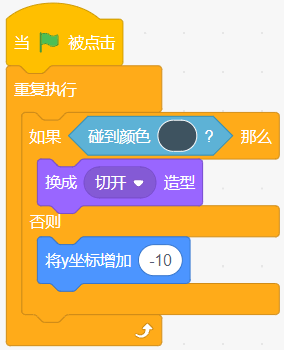 当 被点击
重复执行
如果 碰到颜色 ? 那么
换成 切开 造型
否则
将y坐标增加 -10